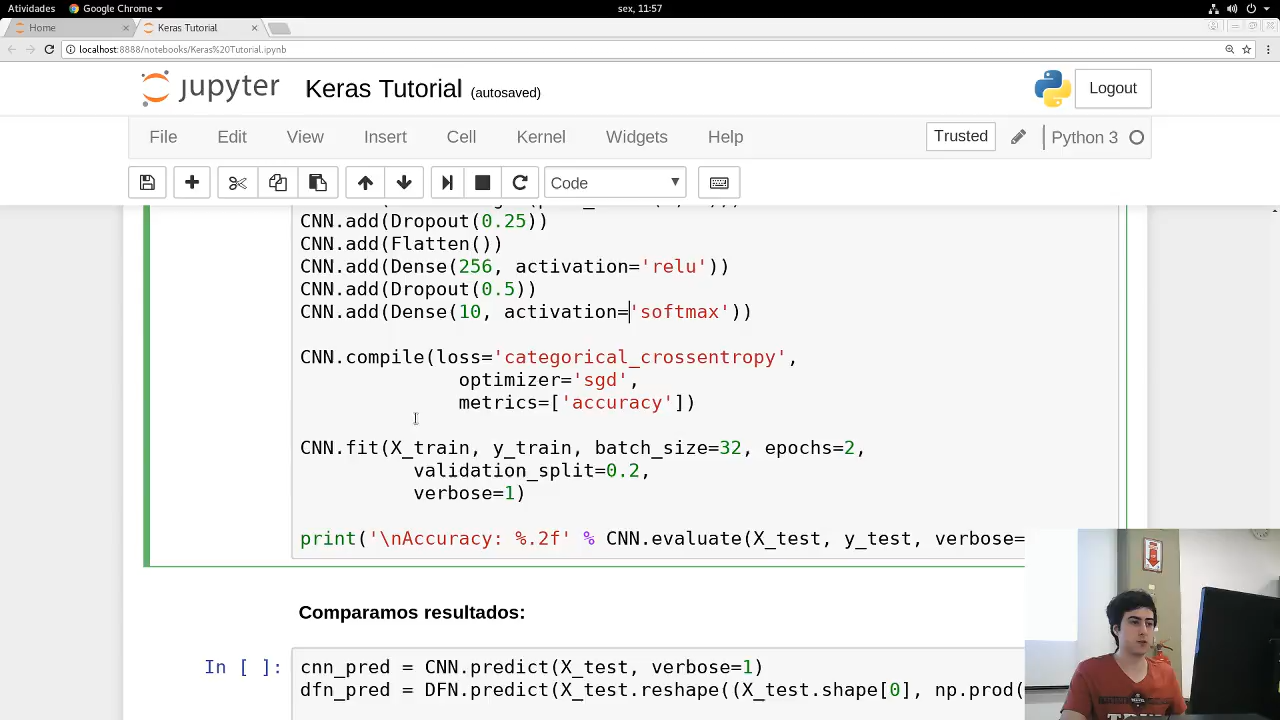 Atividades Google Chrome sex, 11:57
Home Keras Tutorial
localhost:8888/notebooks/Keras%20Tutorial.ipynb
jupyter Keras Tutorial (autosaved) Logout
File Edit View Insert Cell Kernel Widgets Help Trusted Python 3
Code
CNN.add(Dropout(0.25))
CNN.add(Flatten())
CNN.add(Dense(256, activation='relu'))
CNN.add(Dropout(0.5))
CNN.add(Dense(10, activation='softmax'))
CNN.compile(loss='categorical_crossentropy',
optimizer='sgd',
metrics=['accuracy'])
CNN.fit(X_train, y_train, batch_size=32, epochs=2,
validation_split=0.2,
verbose=1)
print('\nAccuracy: %.2f' % CNN.evaluate(X_test, y_test, verbose=
Comparamos resultados:
In [ ]: cnn_pred = CNN.predict(X_test, verbose=1)
dfn_pred = DFN.predict(X_test.reshape((X_test.shape[0], np.prod(